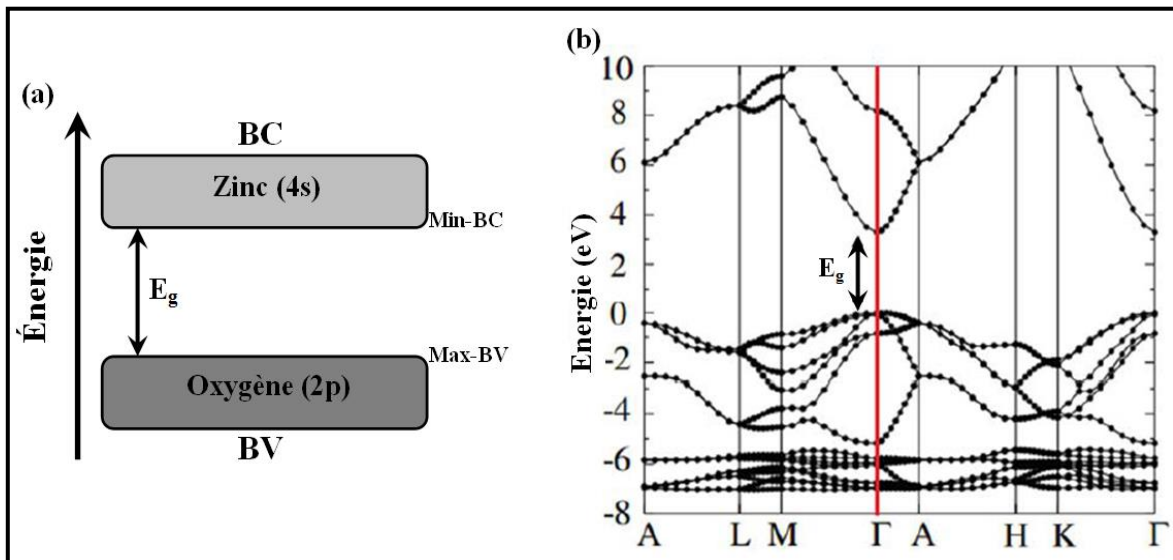 (a)
Énergie
BC
Zinc (4s)
Min-BC
Eg
Max-BV
Oxygène (2p)
BV
(b)
Energie (eV)
10
8
6
4
2
0
-2
-4
-6
-8
Eg
A L M Γ A H K Γ